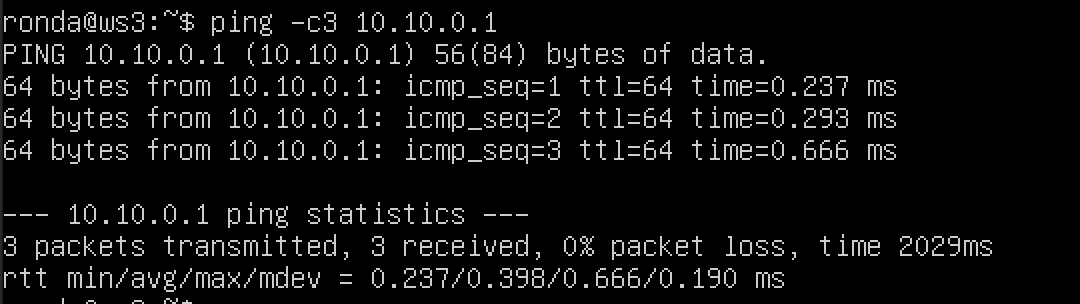 ronda@ws3:~$ ping -c3 10.10.0.1
PING 10.10.0.1 (10.10.0.1) 56(84) bytes of data.
64 bytes from 10.10.0.1: icmp_seq=1 ttl=64 time=0.237 ms
64 bytes from 10.10.0.1: icmp_seq=2 ttl=64 time=0.293 ms
64 bytes from 10.10.0.1: icmp_seq=3 ttl=64 time=0.666 ms

--- 10.10.0.1 ping statistics ---
3 packets transmitted, 3 received, 0% packet loss, time 2029ms
rtt min/avg/max/mdev = 0.237/0.398/0.666/0.190 ms